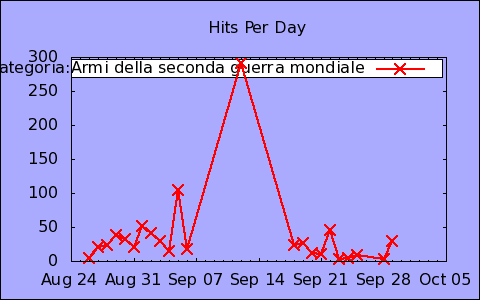 Hits Per Day
300
ategoria:Armi della seconda guerra mondiale
250
200
150
100
50
0
Aug 24 Aug 31 Sep 07 Sep 14 Sep 21 Sep 28 Oct 05